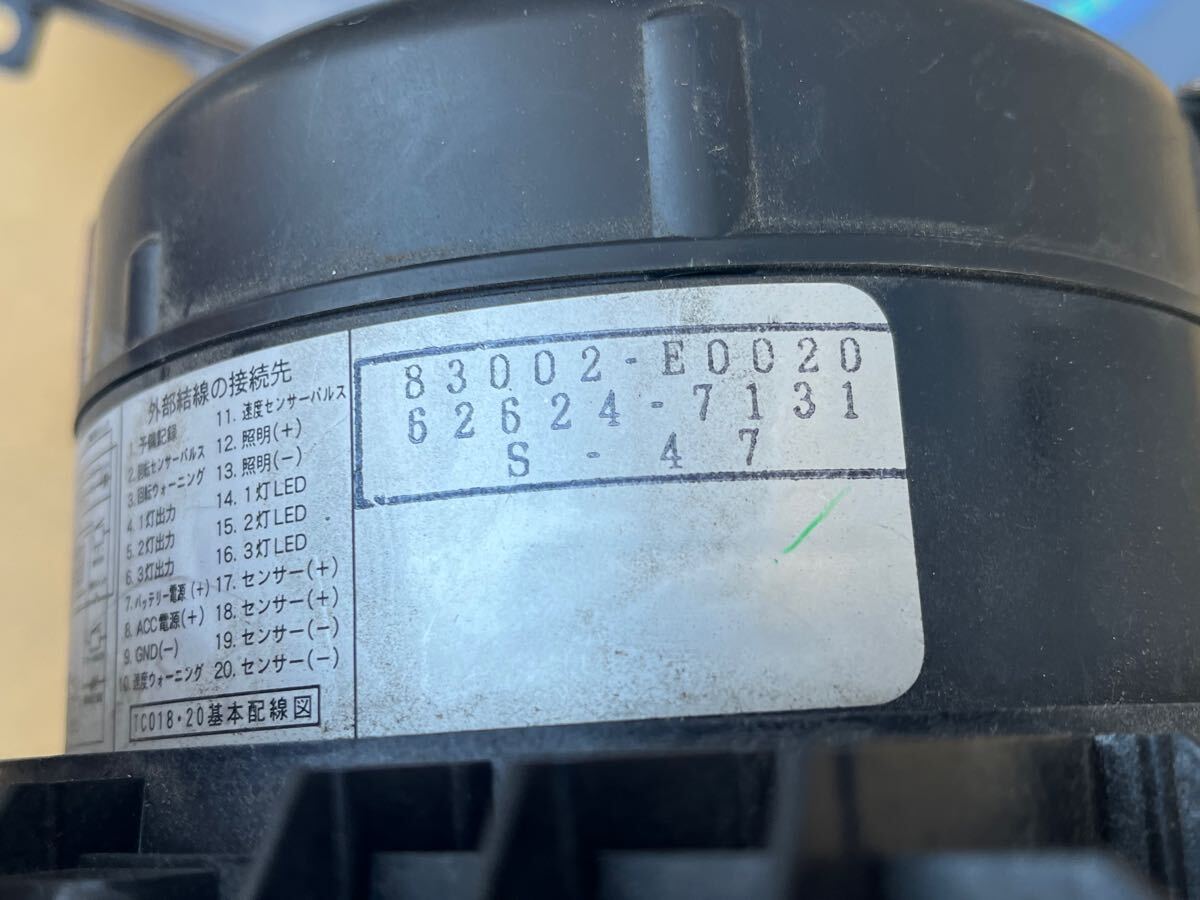 外部結線の接続先
1. 予備記録
2. 回転センサーパルス
3. 回転ウォーニング
4. 1灯出力
5. 2灯出力
6. 3灯出力
7. バッテリー電源(+)
8. ACC電源(+)
9. GND(-)
10. 速度ウォーニング
11. 速度センサーパルス
12. 照明(+)
13. 照明(-)
14. 1灯LED
15. 2灯LED
16. 3灯LED
17. センサー(+)
18. センサー(+)
19. センサー(-)
20. センサー(-)
TCO18・20基本配線図
83002-E0020
62624-7131
S-47